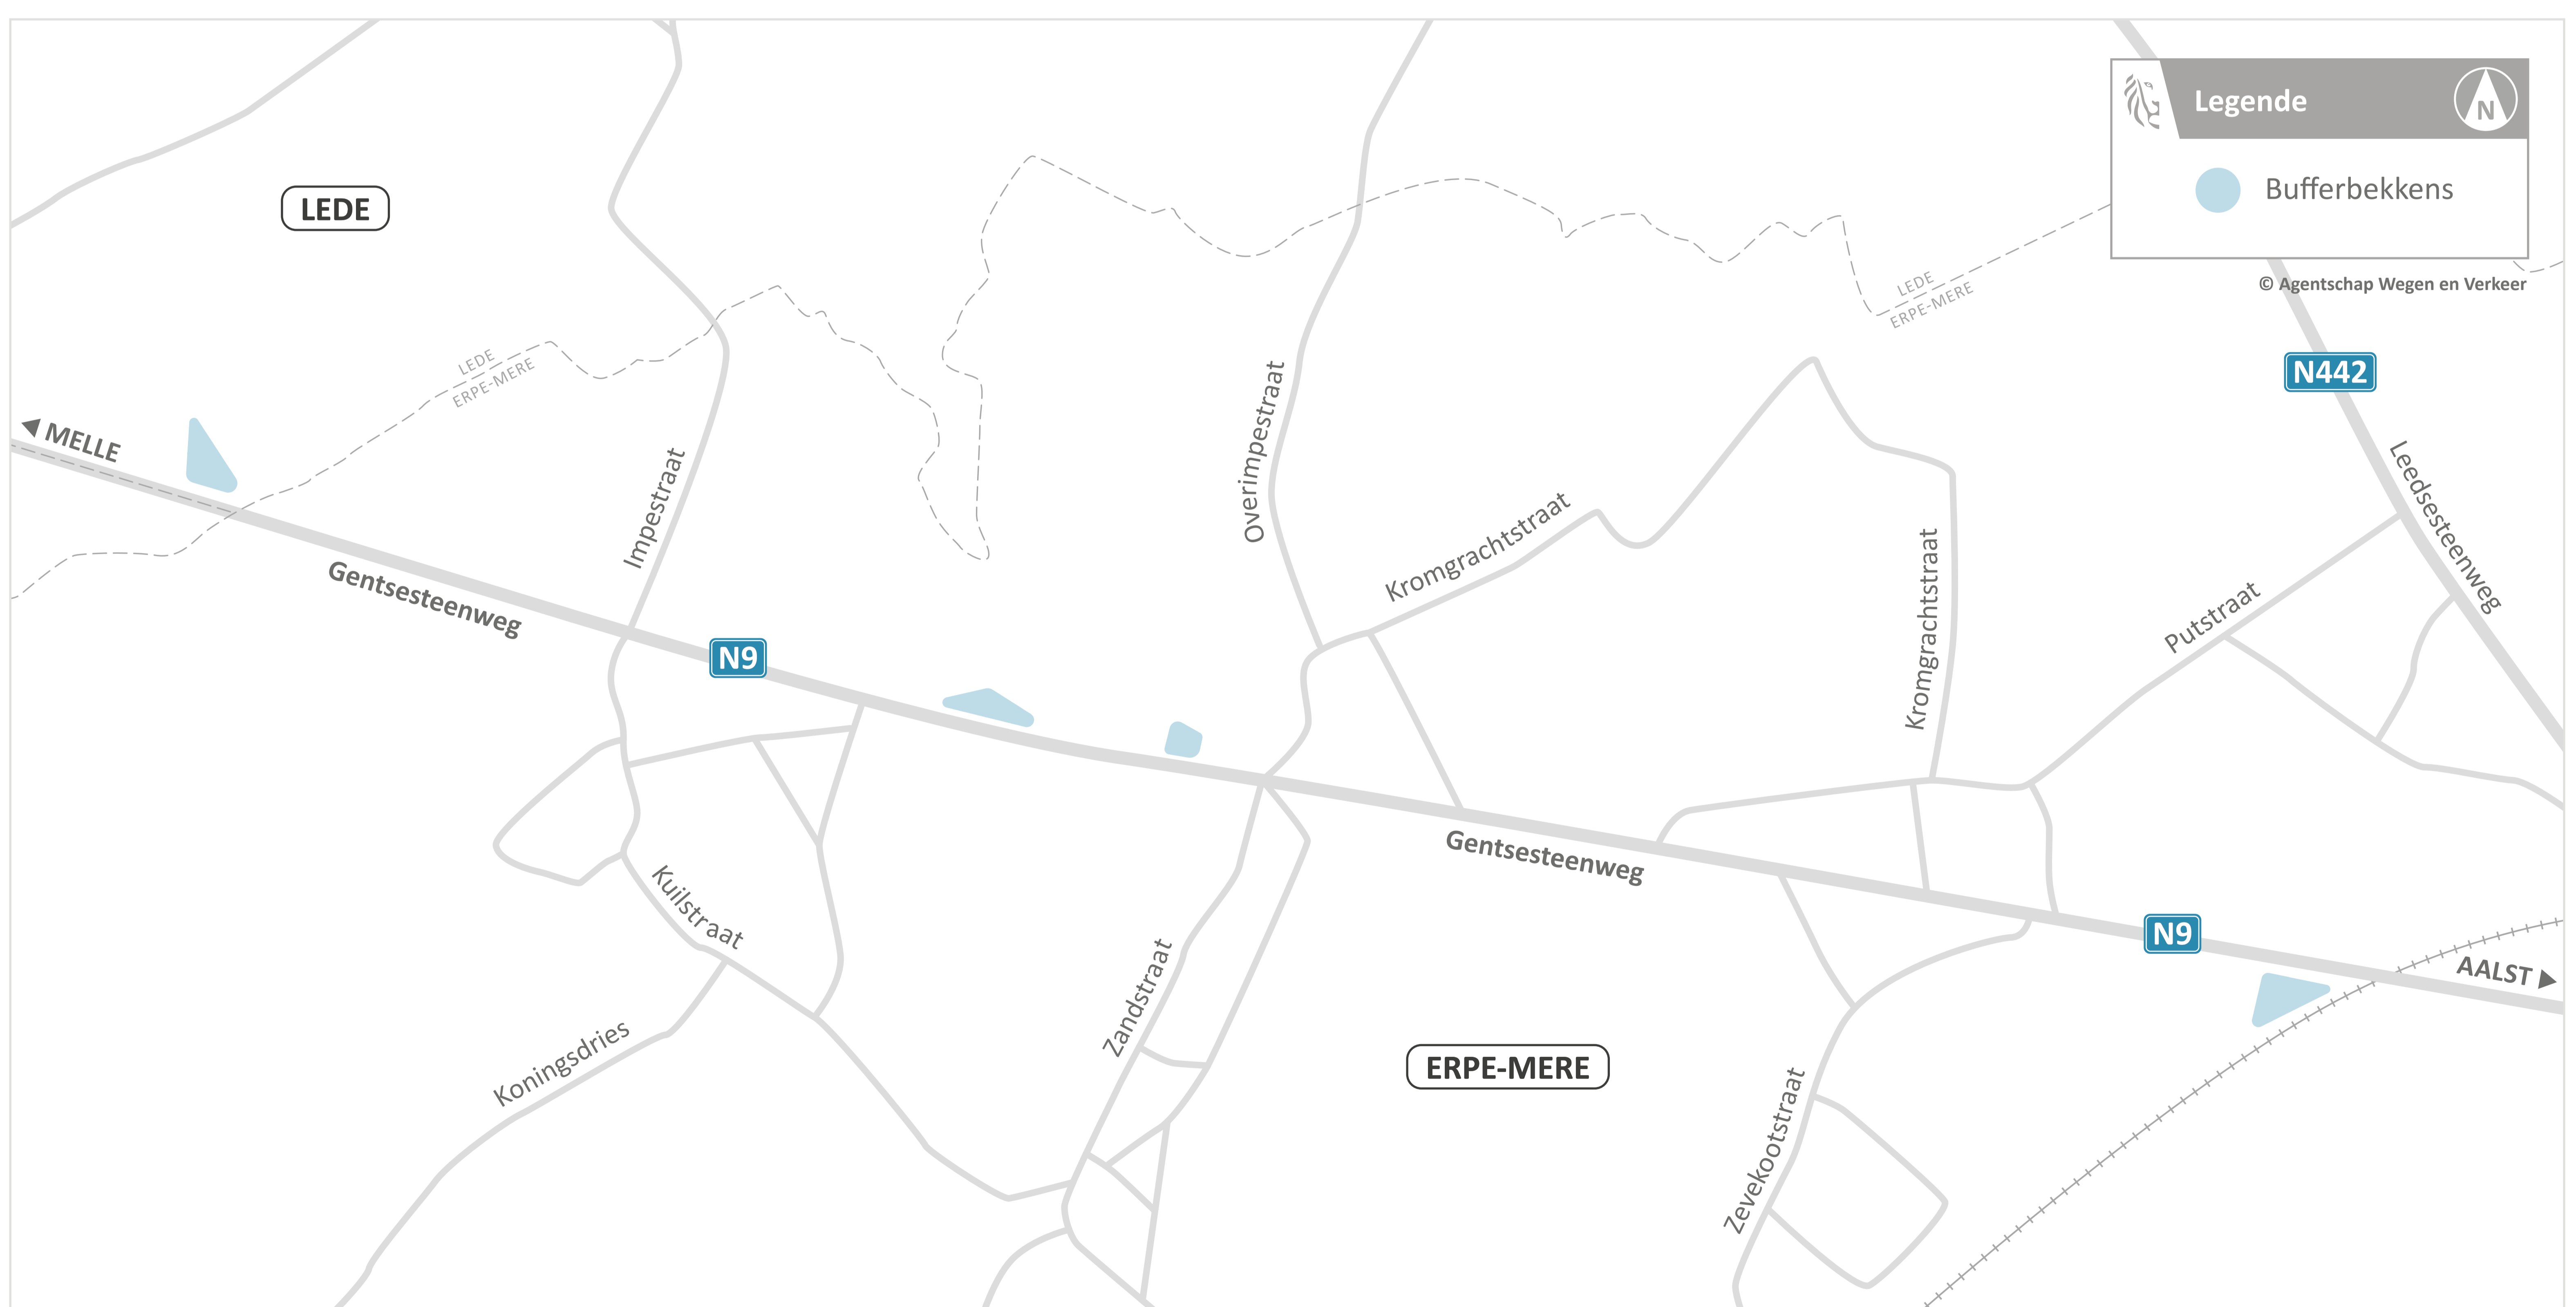 Legende
N
Bufferbekkens
© Agentschap Wegen en Verkeer
LEDE
LEDE
ERPE-MERE
LEDE
ERPE-MERE
N442
Leedsesteenweg
MELLE
Gentsesteenweg
Impestraat
Overimpestraat
Kromgrachtstraat
Kromgrachtstraat
Putstraat
N9
Gentsesteenweg
Kuilstraat
Koningsdries
Zandstraat
ERPE-MERE
Zevekootstraat
N9
AALST